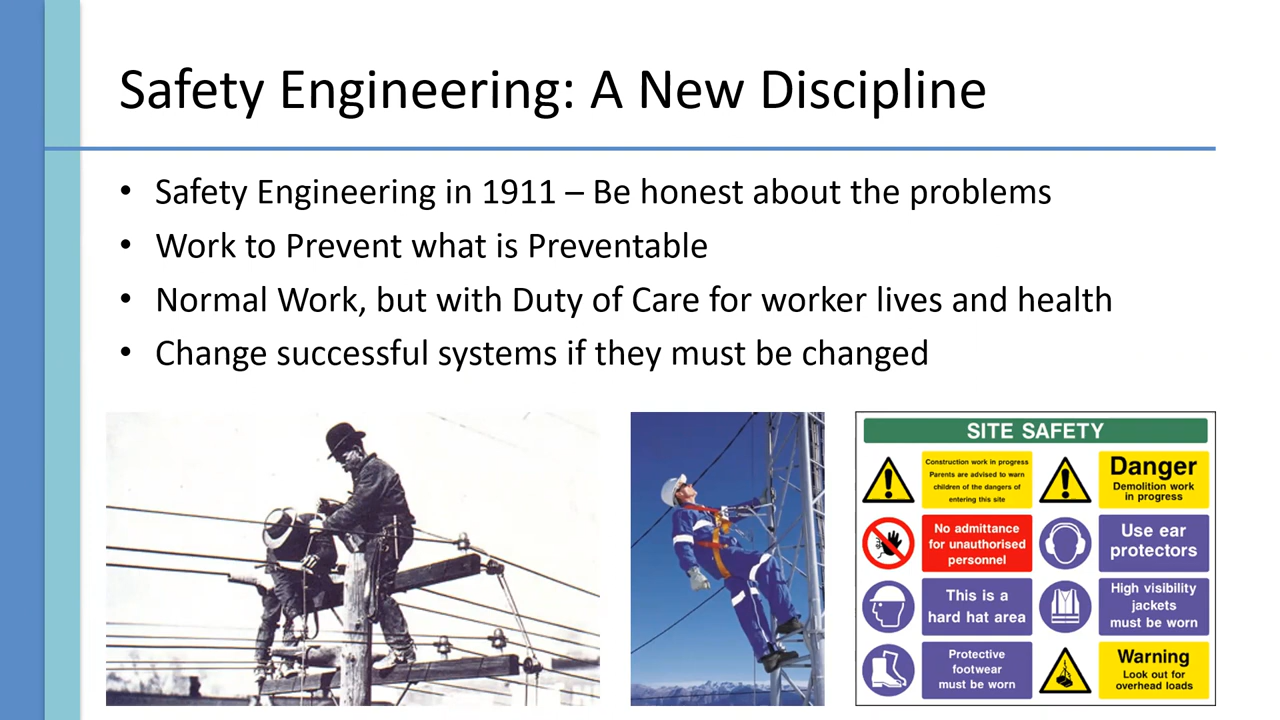 Safety Engineering: A New Discipline
• Safety Engineering in 1911 – Be honest about the problems
• Work to Prevent what is Preventable
• Normal Work, but with Duty of Care for worker lives and health
• Change successful systems if they must be changed
SITE SAFETY
Construction work in progress
Parents are advised to warn
children of the dangers of
entering this site
Danger
Demolition work
in progress
No admittance
for unauthorised
personnel
Use ear
protectors
This is a
hard hat area
High visibility
jackets
must be worn
Protective
footwear
must be worn
Warning
Look out for
overhead loads